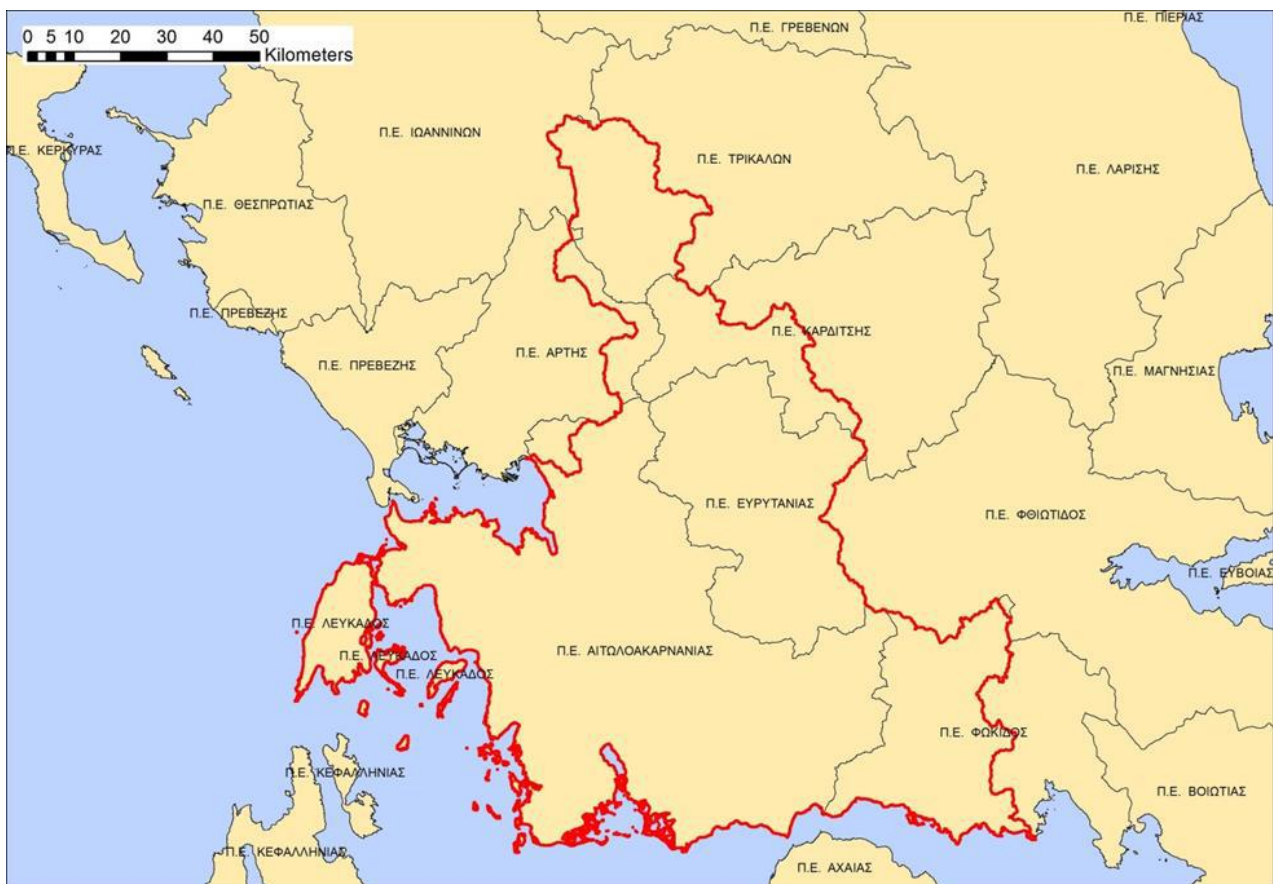 0 5 10 20 30 40 50
Kilometers
Π.Ε. ΓΡΕΒΕΝΩΝ
Π.Ε. ΠΙΕΡΙΑΣ
Π.Ε. ΙΩΑΝΝΙΝΩΝ
Π.Ε. ΚΕΡΚΥΡΑΣ
Π.Ε. ΤΡΙΚΑΛΩΝ
Π.Ε. ΛΑΡΙΣΗΣ
Π.Ε. ΘΕΣΠΡΩΤΙΑΣ
Π.Ε. ΠΡΕΒΕΖΗΣ
Π.Ε. ΚΑΡΔΙΤΣΗΣ
Π.Ε. ΑΡΤΗΣ
Π.Ε. ΠΡΕΒΕΖΗΣ
Π.Ε. ΜΑΓΝΗΣΙΑΣ
Π.Ε. ΕΥΡΥΤΑΝΙΑΣ
Π.Ε. ΦΘΙΩΤΙΔΟΣ
Π.Ε. ΕΥΒΟΙΑΣ
Π.Ε. ΛΕΥΚΑΔΟΣ
Π.Ε. ΑΙΤΩΛΟΑΚΑΡΝΑΝΙΑΣ
Π.Ε. ΛΕΥΚΑΔΟΣ
Π.Ε. ΛΕΥΚΑΔΟΣ
Π.Ε. ΦΩΚΙΔΟΣ
Π.Ε. ΚΕΦΑΛΛΗΝΙΑΣ
Π.Ε. ΒΟΙΩΤΙΑΣ
Π.Ε. ΚΕΦΑΛΛΗΝΙΑΣ
Π.Ε. ΑΧΑΙΑΣ